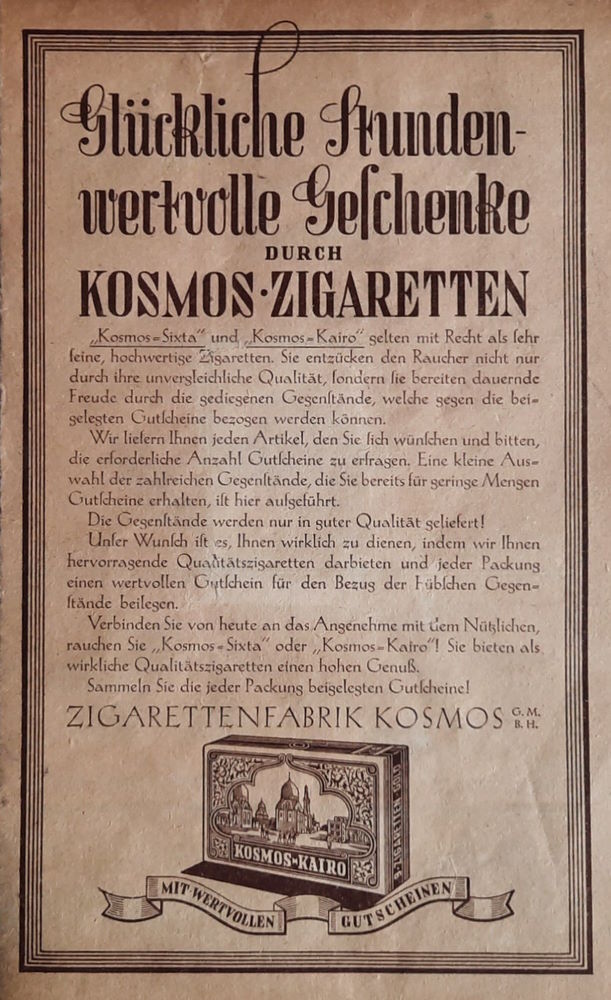 Glückliche Stunden-
wertvolle Geſchenke
DURCH
KOSMOS·ZIGARETTEN
„Kosmos=Sixta“ und „Kosmos=Kairo“ gelten mit Recht als ſehr
feine, hochwertige Zigaretten. Sie entzücken den Raucher nicht nur
durch ihre unvergleichliche Qualität, ſondern ſie bereiten dauernde
Freude durch die gediegenen Gegenſtände, welche gegen die bei=
gelegten Gutſcheine bezogen werden können.
Wir liefern Ihnen jeden Artikel, den Sie ſich wünſchen und bitten,
die erforderliche Anzahl Gutſcheine zu erfragen. Eine kleine Aus=
wahl der zahlreichen Gegenſtände, die Sie bereits für geringe Mengen
Gutſcheine erhalten, iſt hier aufgeführt.
Die Gegenſtände werden nur in guter Qualität geliefert!
Unſer Wunſch iſt es, Ihnen wirklich zu dienen, indem wir Ihnen
hervorragende Qualitätszigaretten darbieten und jeder Packung
einen wertvollen Gutſchein für den Bezug der hübſchen Gegen=
ſtände beilegen.
Verbinden Sie von heute an das Angenehme mit dem Nützlichen,
rauchen Sie „Kosmos=Sixta“ oder „Kosmos=Kairo“! Sie bieten als
wirkliche Qualitätszigaretten einen hohen Genuß.
Sammeln Sie die jeder Packung beigelegten Gutſcheine!
ZIGARETTENFABRIK KOSMOS G.M.B.H.
KOSMOS=KAIRO
MIT WERTVOLLEN GUTSCHEINEN